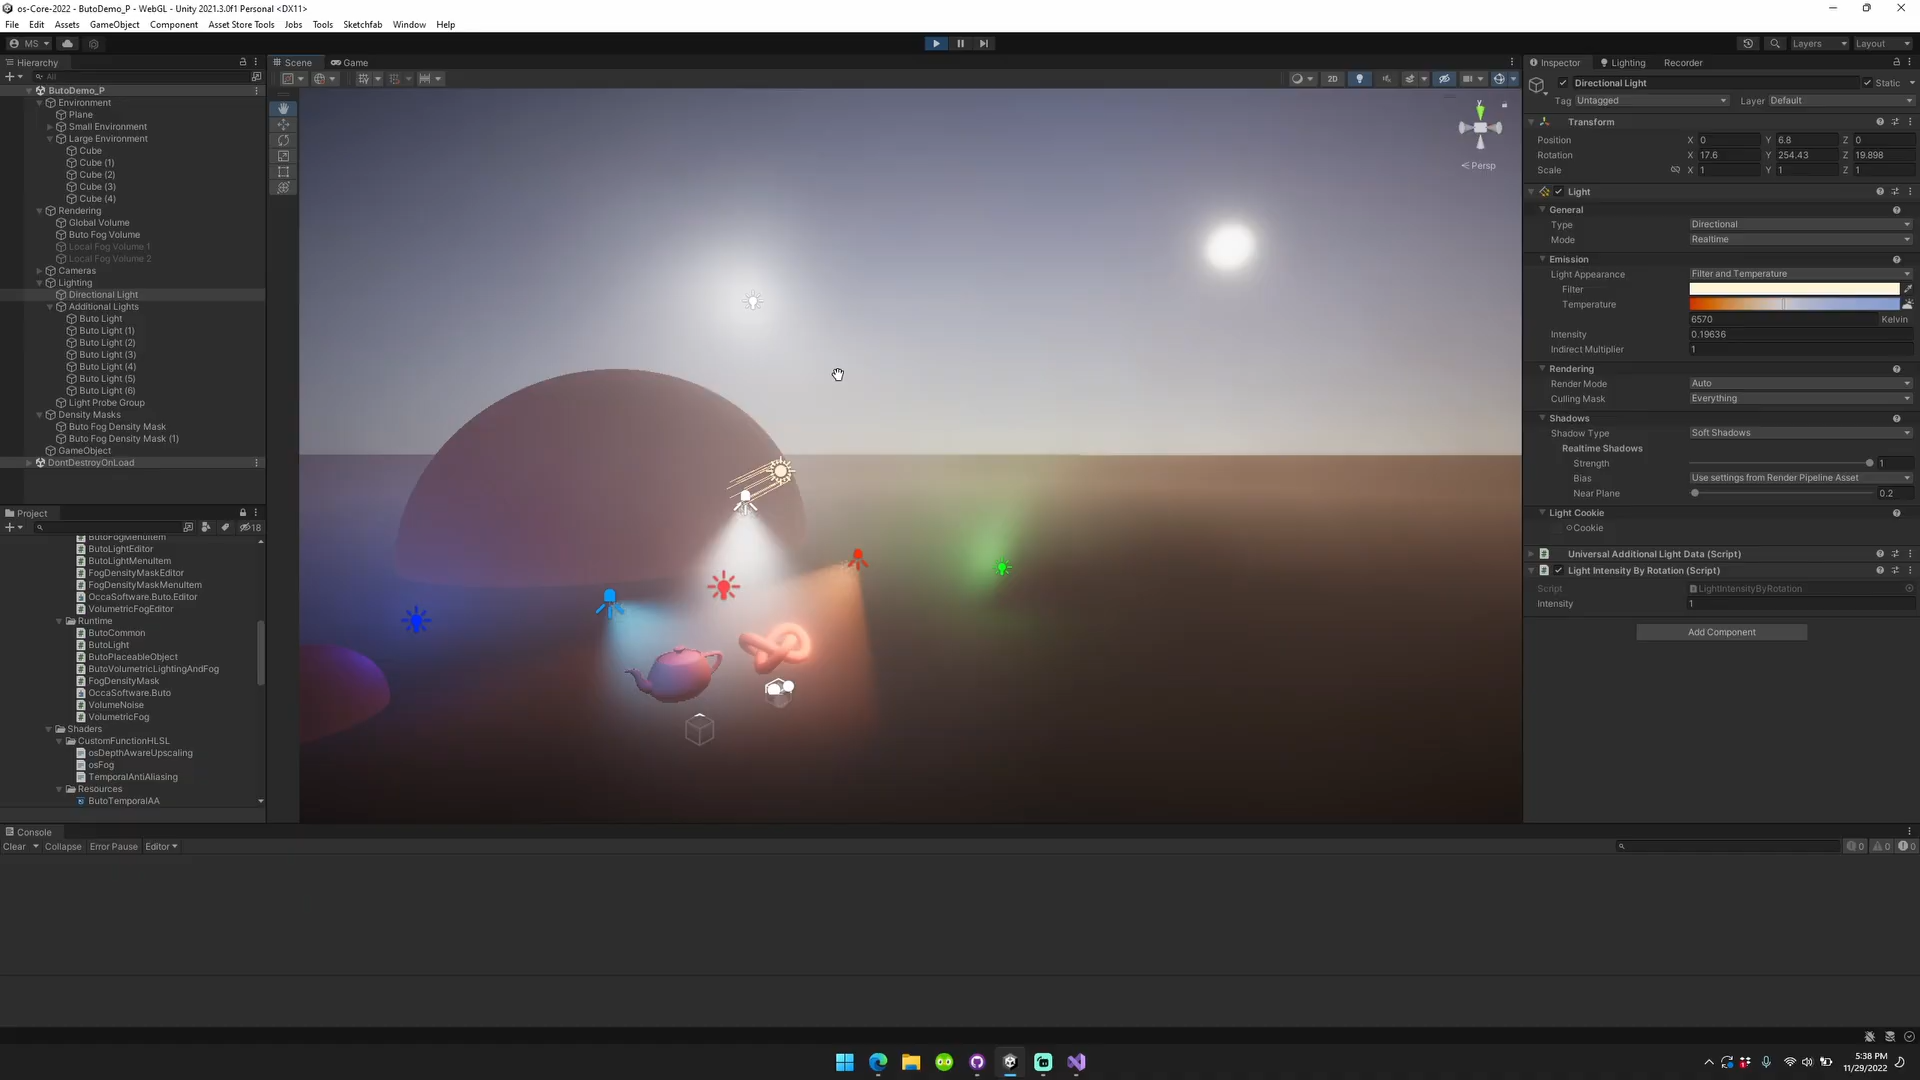 os-Core-2022 - ButoDemo_P - WebGL - Unity 2021.3.0f1 Personal <DX11>
File Edit Assets GameObject Component Asset Store Tools Jobs Tools Sketchfab Window Help
MS
Layers
Layout
Hierarchy
All
ButoDemo_P
Environment
Plane
Small Environment
Large Environment
Cube
Cube (1)
Cube (2)
Cube (3)
Cube (4)
Rendering
Global Volume
Buto Fog Volume
Local Fog Volume 1
Local Fog Volume 2
Cameras
Lighting
Directional Light
Additional Lights
Buto Light
Buto Light (1)
Buto Light (2)
Buto Light (3)
Buto Light (4)
Buto Light (5)
Buto Light (6)
Light Probe Group
Density Masks
Buto Fog Density Mask
Buto Fog Density Mask (1)
GameObject
DontDestroyOnLoad
Project
18
ButoFogMenuItem
ButoLightEditor
ButoLightMenuItem
FogDensityMaskEditor
FogDensityMaskMenuItem
OccaSoftware.Buto.Editor
VolumetricFogEditor
Runtime
ButoCommon
ButoLight
ButoPlaceableObject
ButoVolumetricLightingAndFog
FogDensityMask
OccaSoftware.Buto
VolumeNoise
VolumetricFog
Shaders
CustomFunctionHLSL
osDepthAwareUpscaling
osFog
TemporalAntiAliasing
Resources
ButoTemporalAA
Scene Game
2D
y
Persp
Inspector Lighting Recorder
Directional Light Static
Tag Untagged Layer Default
Transform
Position X 0 Y 6.8 Z 0
Rotation X 17.6 Y 254.43 Z 19.898
Scale X 1 Y 1 Z 1
Light
General
Type Directional
Mode Realtime
Emission
Light Appearance Filter and Temperature
Filter
Temperature
6570 Kelvin
Intensity 0.19636
Indirect Multiplier 1
Rendering
Render Mode Auto
Culling Mask Everything
Shadows
Shadow Type Soft Shadows
Realtime Shadows
Strength 1
Bias Use settings from Render Pipeline Asset
Near Plane 0.2
Light Cookie
Cookie
Universal Additional Light Data (Script)
Light Intensity By Rotation (Script)
Script LightIntensityByRotation
Intensity 1
Add Component
Console
Clear Collapse Error Pause Editor
0 0 0
5:38 PM
11/29/2022